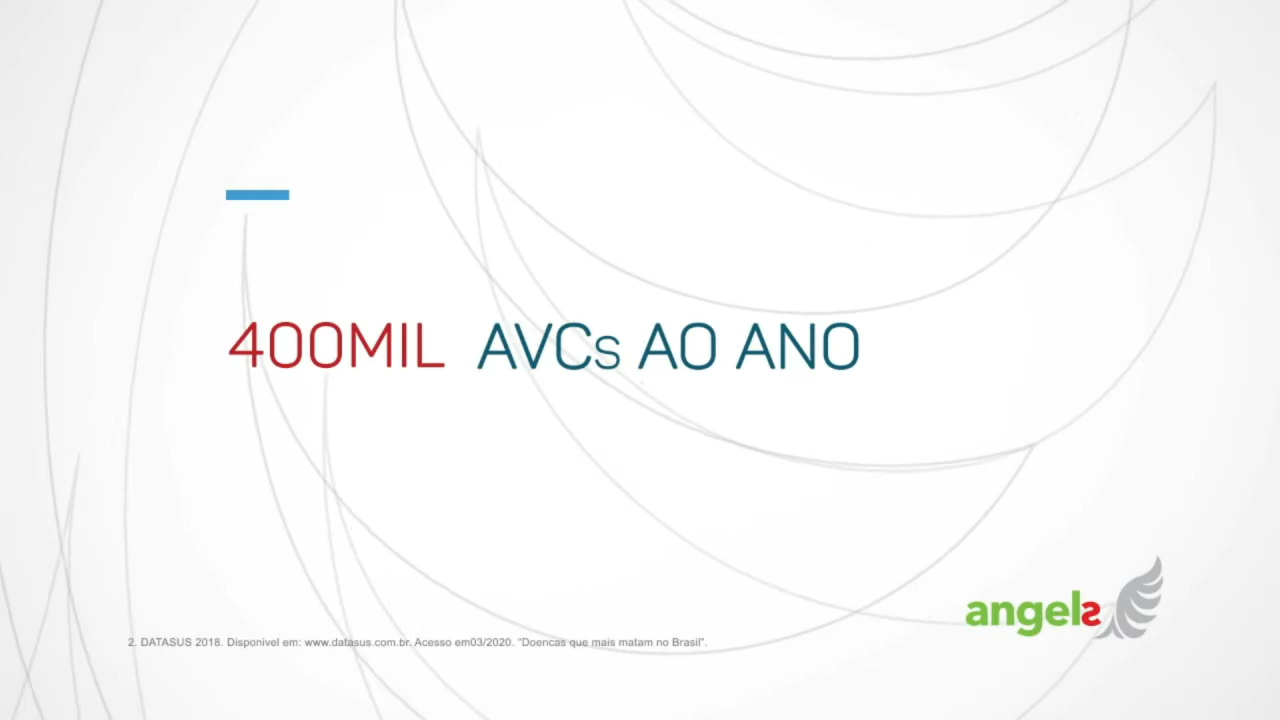 400MIL AVCs AO ANO
angels
2. DATASUS 2018. Disponivel em: www.datasus.com.br. Acesso em03/2020. "Doencas que mais matam no Brasil".